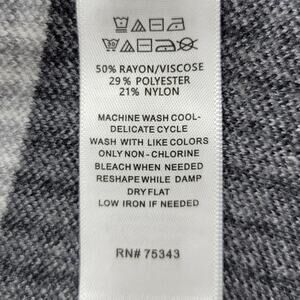 50% RAYON/VISCOSE
29% POLYESTER
21% NYLON
MACHINE WASH COOL-
DELICATE CYCLE
WASH WITH LIKE COLORS
ONLY NON-CHLORINE
BLEACH WHEN NEEDED
RESHAPE WHILE DAMP
DRY FLAT
LOW IRON IF NEEDED
RN# 75343